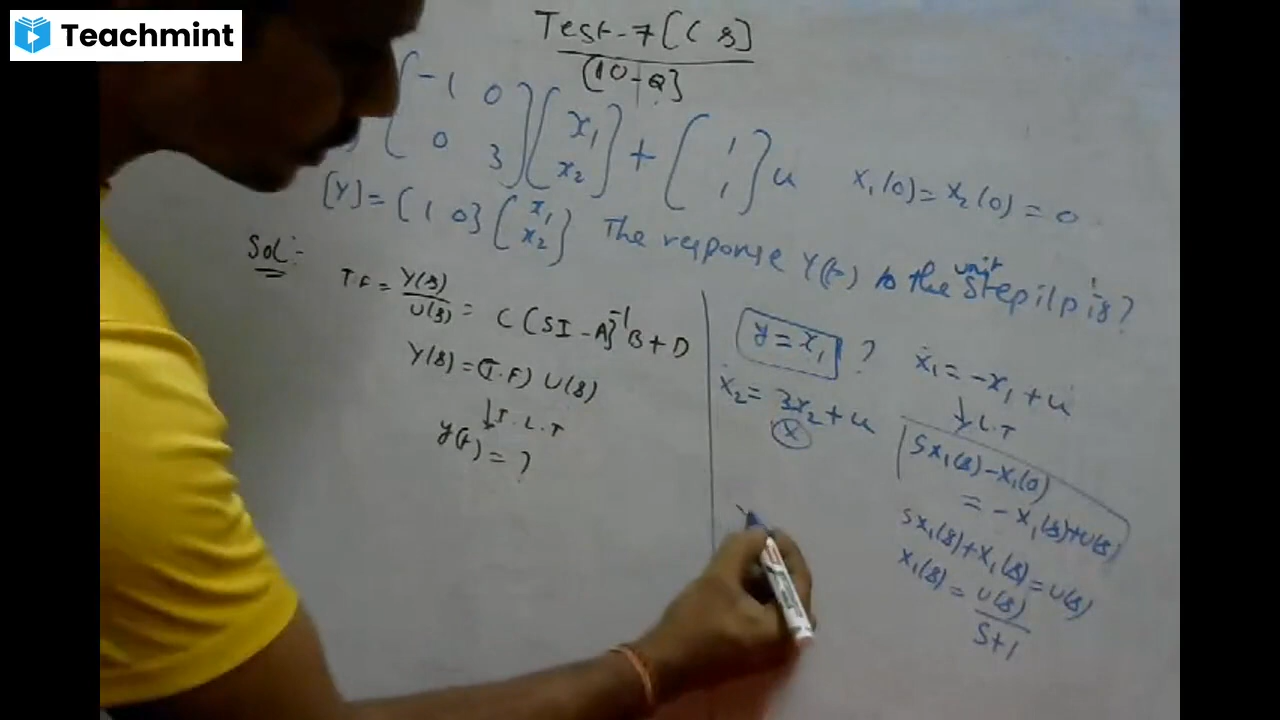 Teachmint
Test-7[CS]
(10-Q)
[-1 0
0 3] [x1
x2] + [1
1] u x1(0) = x2(0) = 0
[Y] = [1 0] [x1
x2] The response Y(t) to the unit step i/p is?
Sol:-
TF = Y(s)/U(s) = C[SI-A]^-1 B+D
Y(s) = (T.F) U(s)
↓I.L.T
y(t) = ?
y = x1 ?
ẋ2 = 3x2+u
x
ẋ1 = -x1+u
↓L.T
Sx1(s)-x1(0)
= -x1(s)+U(s)
Sx1(s)+x1(s) = U(s)
x1(s) = U(s)/S+1